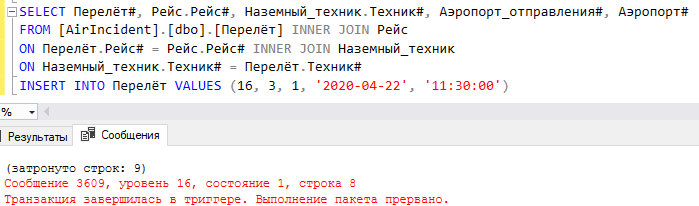 SELECT Перелёт#, Рейс.Рейс#, Наземный_техник.Техник#, Аэропорт_отправления#, Аэропорт#
FROM [AirIncident].[dbo].[Перелёт] INNER JOIN Рейс
ON Перелёт.Рейс# = Рейс.Рейс# INNER JOIN Наземный_техник
ON Наземный_техник.Техник# = Перелёт.Техник#
INSERT INTO Перелёт VALUES (16, 3, 1, '2020-04-22', '11:30:00')
%
Результаты Сообщения
(затронуто строк: 9)
Сообщение 3609, уровень 16, состояние 1, строка 8
Транзакция завершилась в триггере. Выполнение пакета прервано.